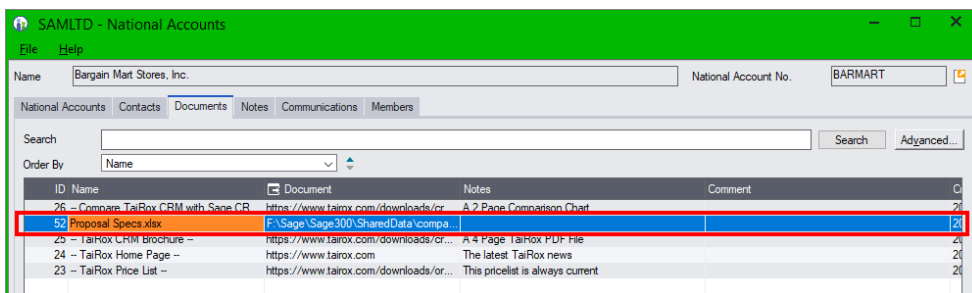 SAMLTD - National Accounts
File Help
Name Bargain Mart Stores, Inc. National Account No. BARMART
National Accounts Contacts Documents Notes Communications Members
Search Search Advanced...
Order By Name
ID Name Document Notes Comment
26 -- Compare TaiRox CRM with Sage CR... https://www.tairox.com/downloads/cr... A 2 Page Comparison Chart 20
52 Proposal Specs.xlsx F:\Sage\Sage300\SharedData\compa... 20
25 -- TaiRox CRM Brochure -- https://www.tairox.com/downloads/cr... A 4 Page TaiRox PDF File 20
24 -- TaiRox Home Page -- https://www.tairox.com The latest TaiRox news 20
23 -- TaiRox Price List -- https://www.tairox.com/downloads/or... This pricelist is always current 20